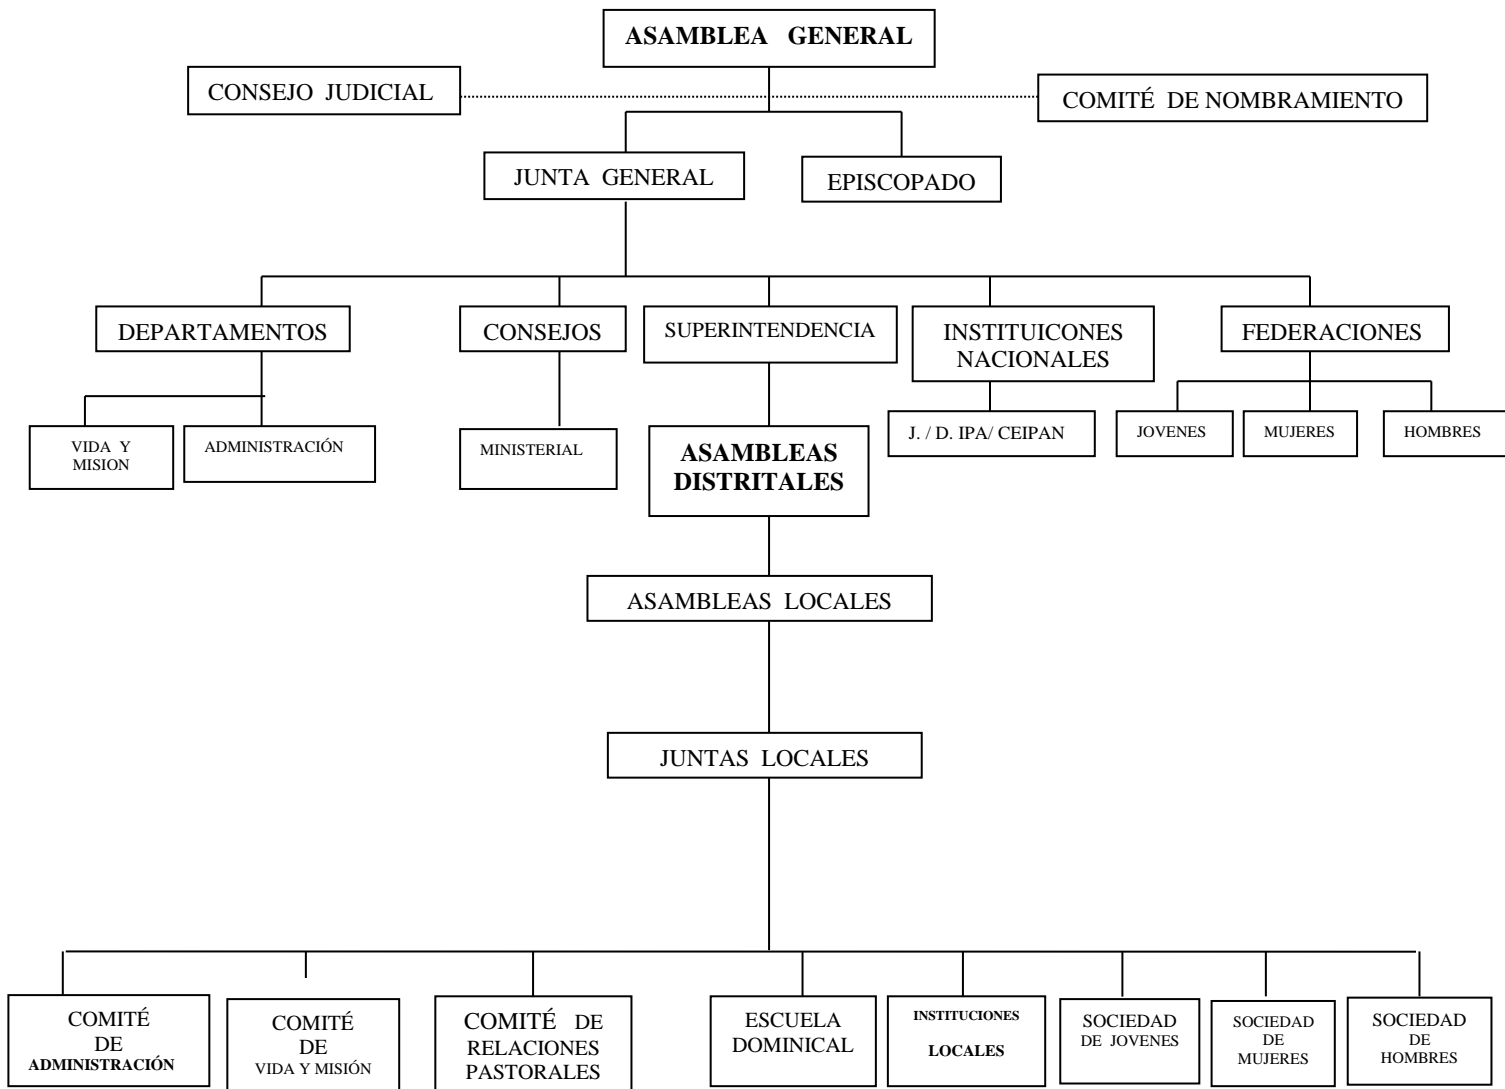 ASAMBLEA GENERAL
CONSEJO JUDICIAL
COMITÉ DE NOMBRAMIENTO
JUNTA GENERAL
EPISCOPADO
DEPARTAMENTOS
CONSEJOS
SUPERINTENDENCIA
INSTITUICONES
NACIONALES
FEDERACIONES
VIDA Y
MISION
ADMINISTRACIÓN
MINISTERIAL
ASAMBLEAS
DISTRITALES
J. / D. IPA/ CEIPAN
JOVENES
MUJERES
HOMBRES
ASAMBLEAS LOCALES
JUNTAS LOCALES
COMITÉ
DE
ADMINISTRACIÓN
COMITÉ
DE
VIDA Y MISIÓN
COMITÉ DE
RELACIONES
PASTORALES
ESCUELA
DOMINICAL
INSTITUCIONES
LOCALES
SOCIEDAD
DE JOVENES
SOCIEDAD
DE
MUJERES
SOCIEDAD
DE
HOMBRES